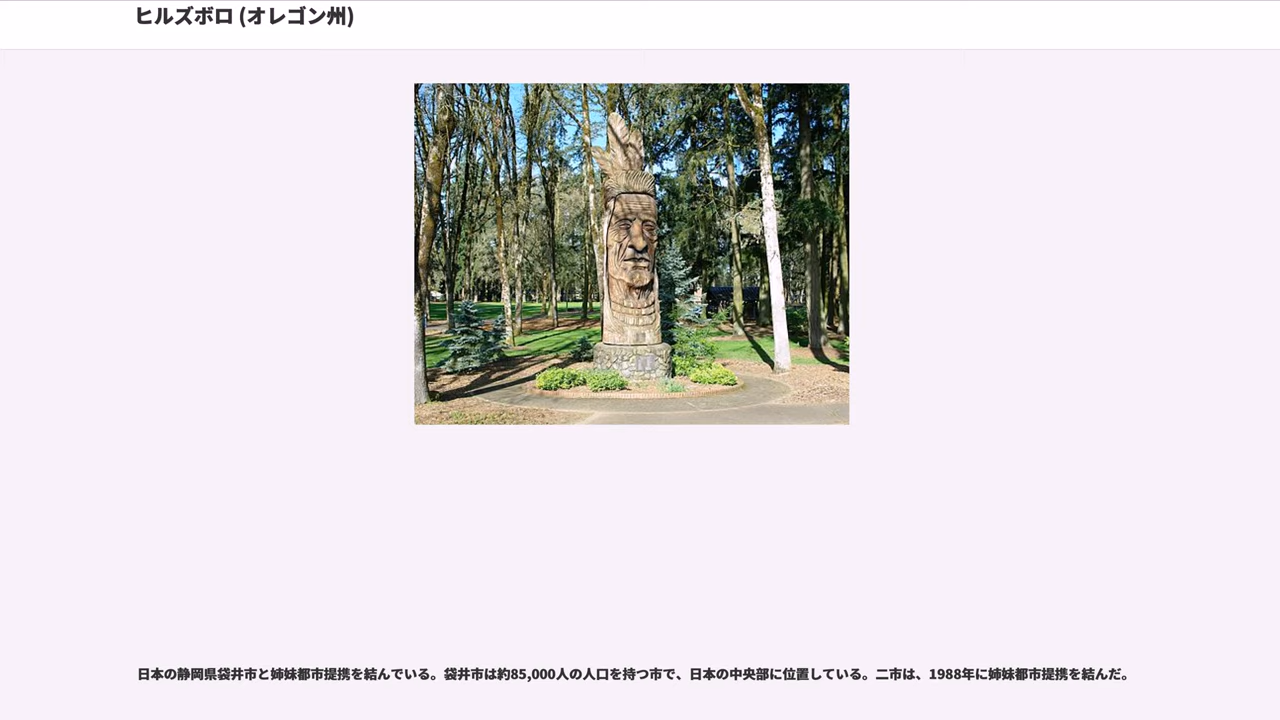 ヒルズボロ (オレゴン州)
日本の静岡県袋井市と姉妹都市提携を結んでいる。袋井市は約85,000人の人口を持つ市で、日本の中央部に位置している。二市は、1988年に姉妹都市提携を結んだ。